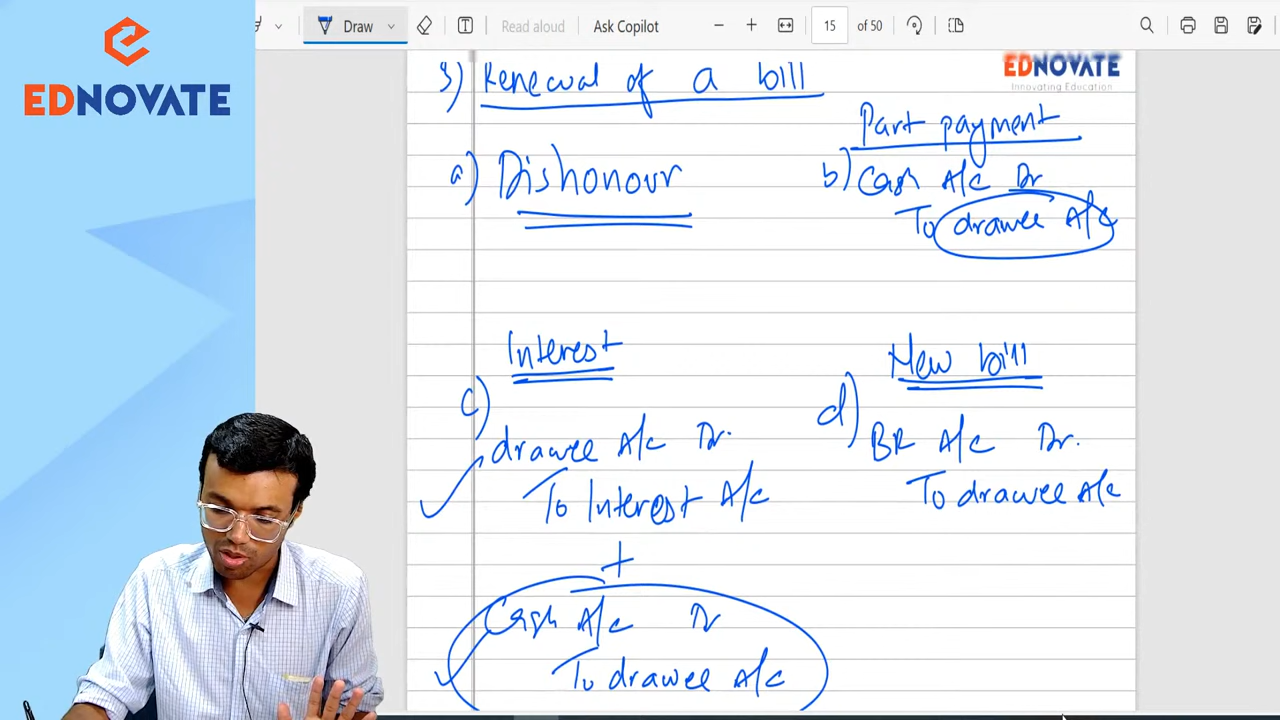 Draw
Read aloud
Ask Copilot
15
of 50
EDNOVATE
EDNOVATE
Innovating Education
3) Renewal of a bill
a) Dishonour
Part payment
b) Cash A/c Dr
To drawee A/c
Interest
c)
drawee A/c Dr.
To Interest A/c
+
Cash A/c Dr
To drawee A/c
New bill
d)
BR A/c Dr.
To drawee A/c